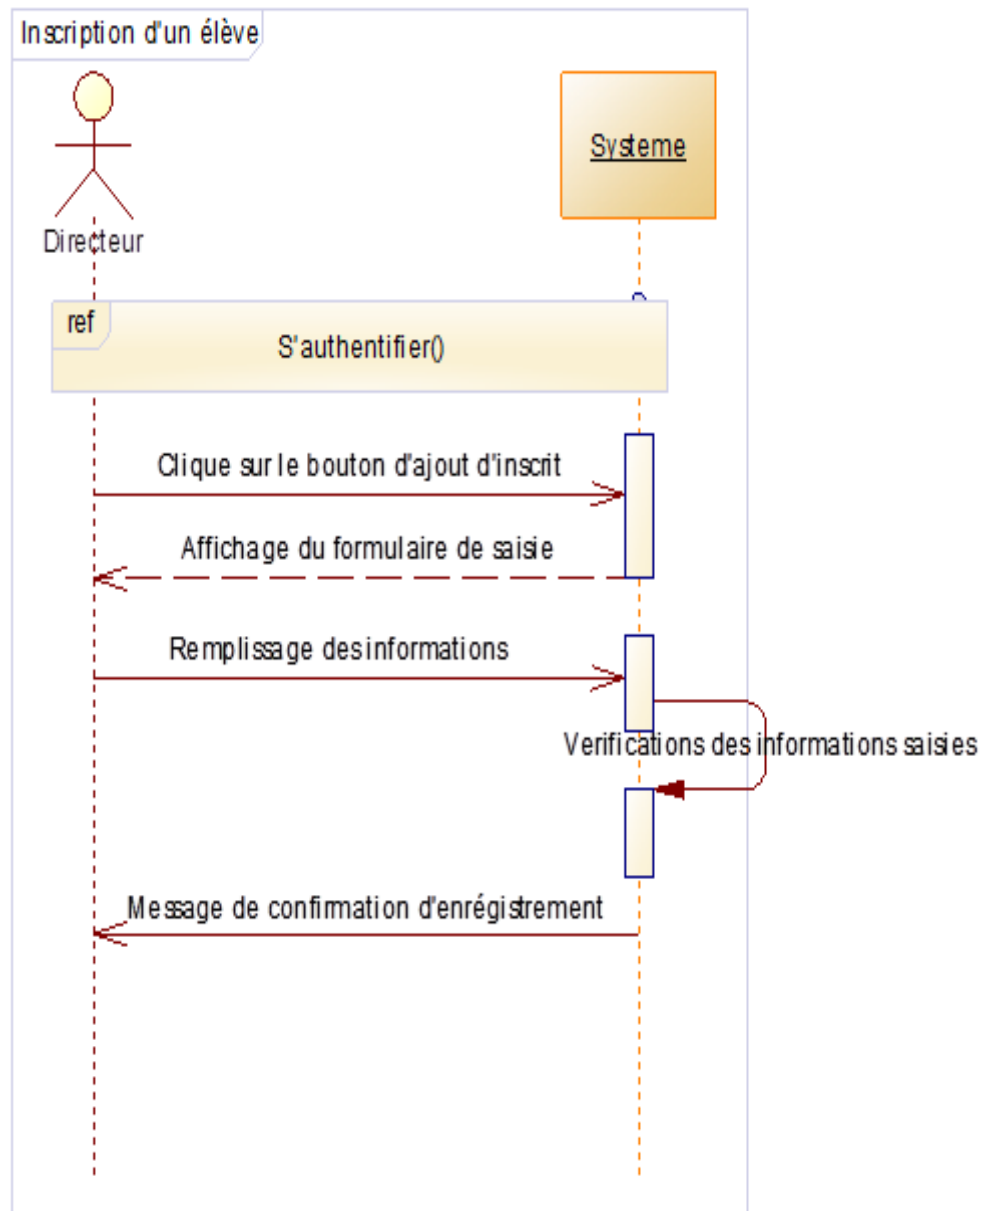 Inscription d'un élève
Systeme
Directeur
ref
S'authentifier()
Clique sur le bouton d'ajout d'inscrit
Affichage du formulaire de saisie
Remplissage des informations
Verifications des informations saisies
Message de confirmation d'enrégistrement